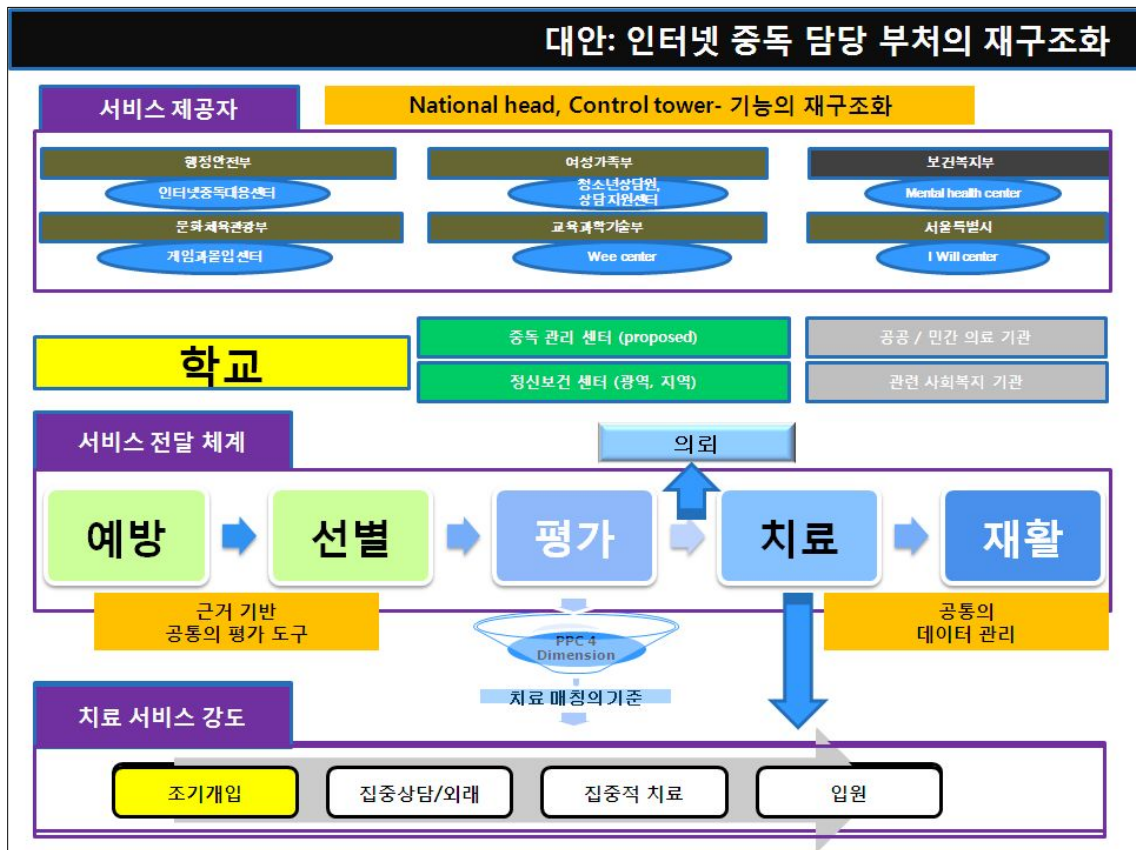 대안: 인터넷 중독 담당 부처의 재구조화
서비스 제공자
National head, Control tower- 기능의 재구조화
행정안전부
여성가족부
보건복지부
인터넷중독대응센터
청소년상담원,
상담지원센터
Mental health center
문화체육관광부
교육과학기술부
서울특별시
게임과몰입센터
Wee center
I Will center
학교
중독 관리 센터 (proposed)
공공 / 민간 의료 기관
정신보건 센터 (광역, 지역)
관련 사회복지 기관
서비스 전달 체계
의뢰
예방
선별
평가
치료
재활
근거 기반
공통의 평가 도구
공통의
데이터 관리
PPC 4
Dimension
치료 매칭의기준
치료 서비스 강도
조기개입
집중상담/외래
집중적 치료
입원